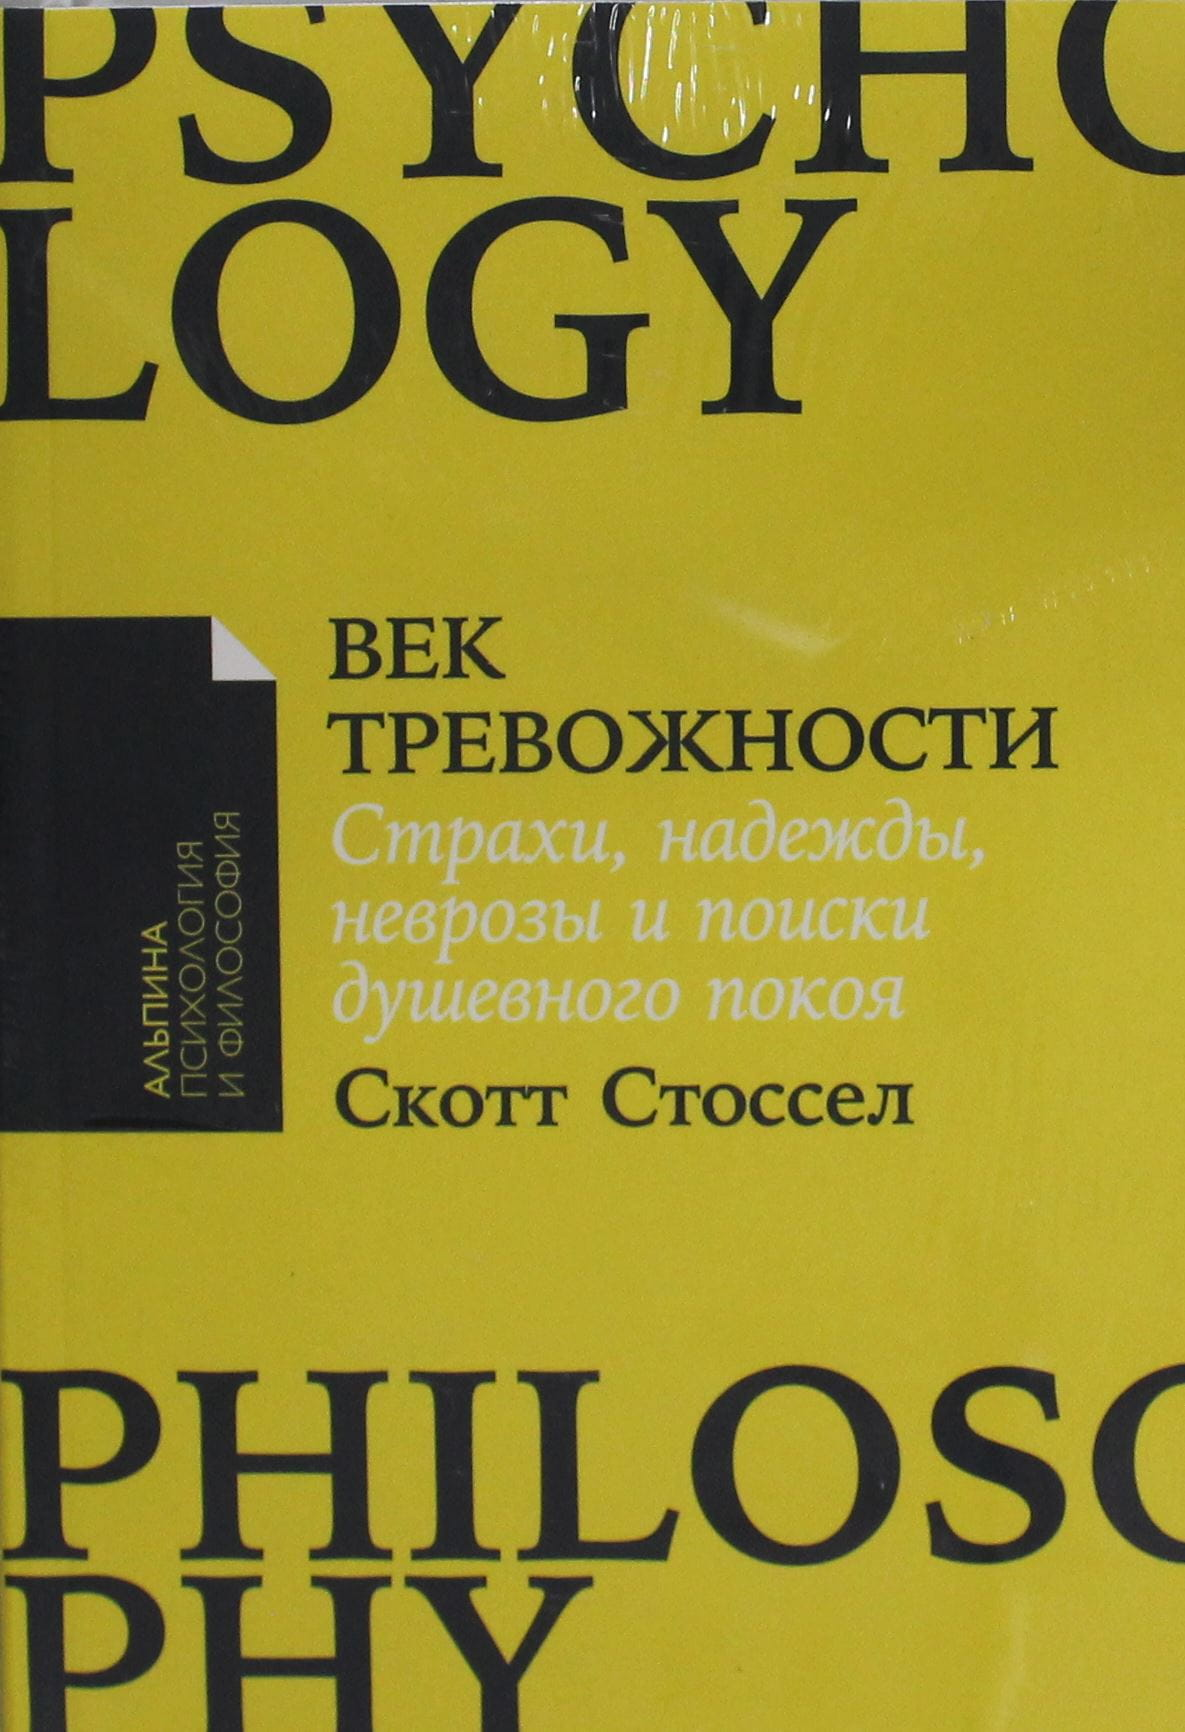 PSYCHO
LOGY
ВЕК
ТРЕВОЖНОСТИ
Страхи, надежды,
неврозы и поиски
душевного покоя
Скотт Стоссел
АЛЬПИНА
ПСИХОЛОГИЯ
И ФИЛОСОФИЯ
PHILOSO
PHY